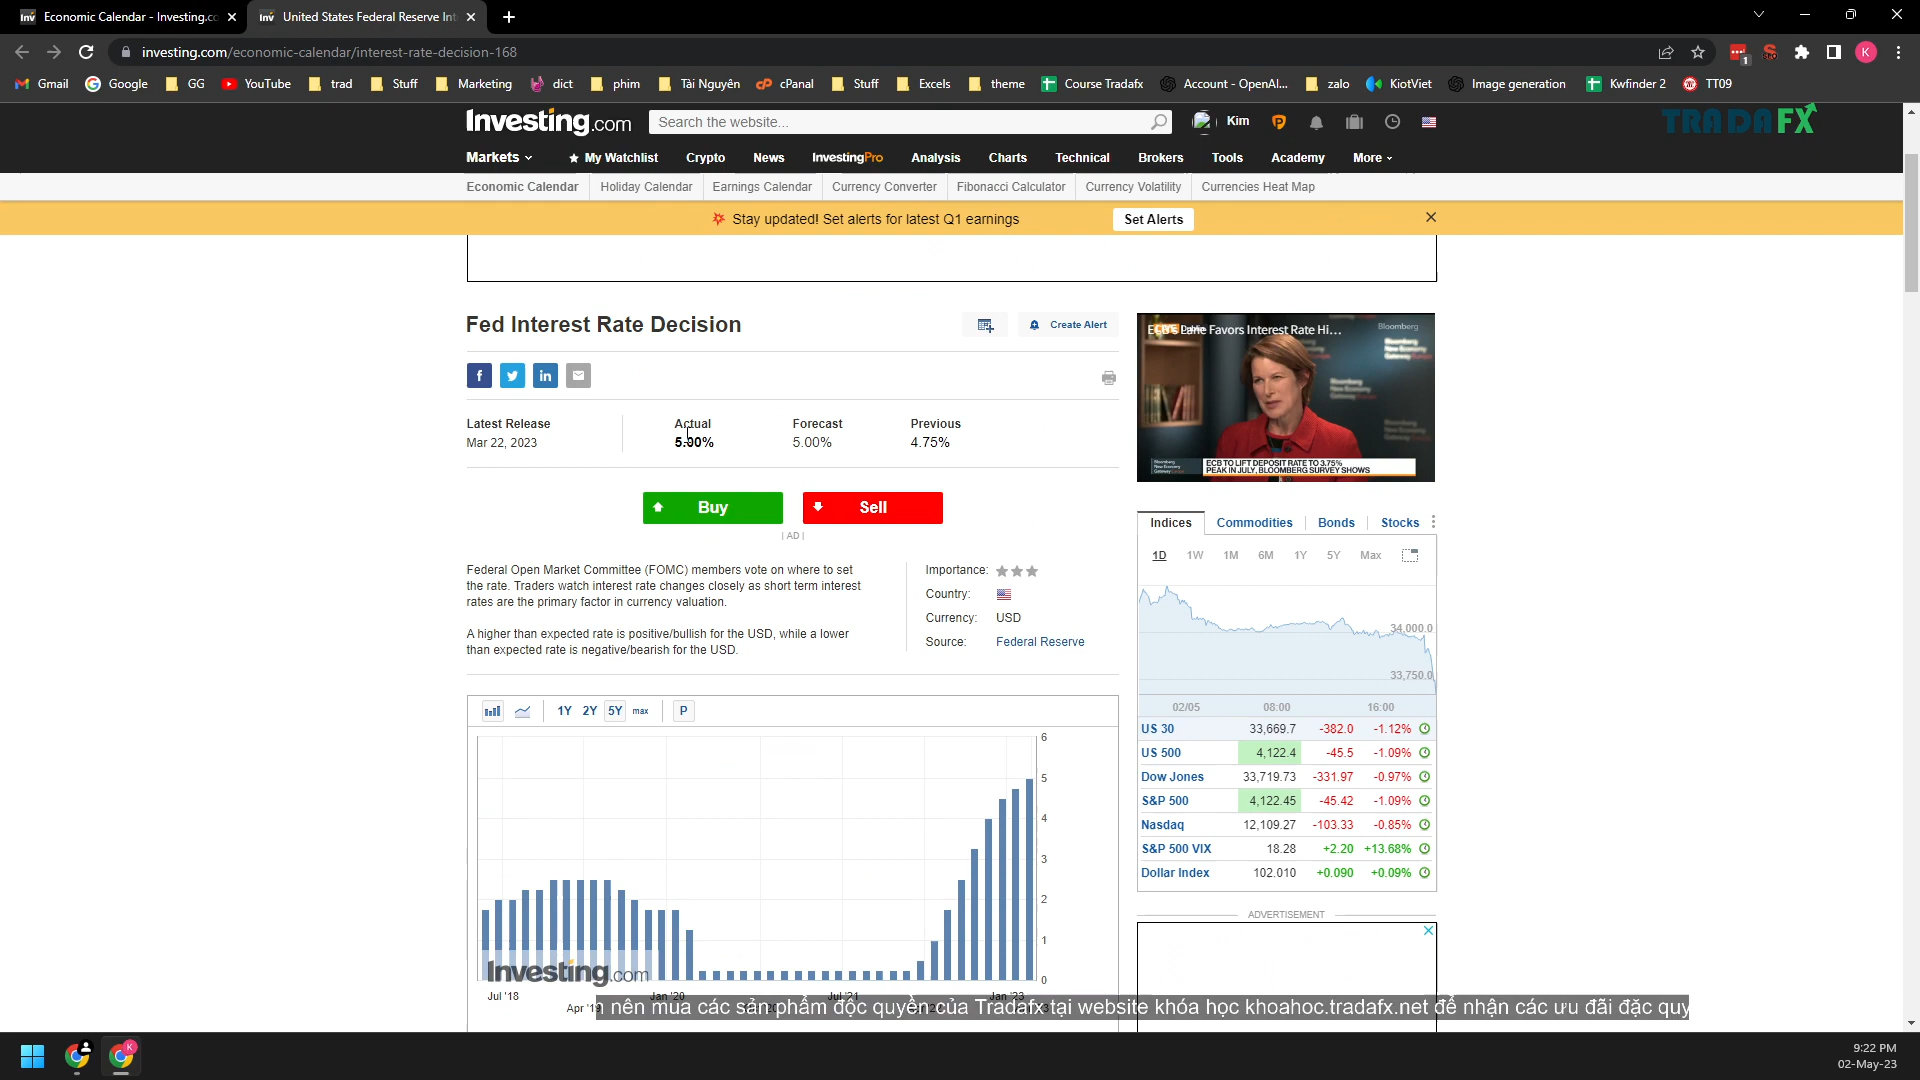 Economic Calendar - Investing.co
United States Federal Reserve Int
investing.com/economic-calendar/interest-rate-decision-168
Gmail
Google
GG
YouTube
trad
Stuff
Marketing
dict
phim
Tài Nguyên
cPanal
Stuff
Excels
theme
Course Tradafx
Account - OpenAI...
zalo
KiotViet
Image generation
Kwfinder 2
TT09
Investing.com
Search the website...
Kim
TRADAFX
Markets
My Watchlist
Crypto
News
InvestingPro
Analysis
Charts
Technical
Brokers
Tools
Academy
More
Economic Calendar
Holiday Calendar
Earnings Calendar
Currency Converter
Fibonacci Calculator
Currency Volatility
Currencies Heat Map
Stay updated! Set alerts for latest Q1 earnings
Set Alerts
Fed Interest Rate Decision
Create Alert
Latest Release
Mar 22, 2023
Actual
5.00%
Forecast
5.00%
Previous
4.75%
Buy
Sell
| AD |
Federal Open Market Committee (FOMC) members vote on where to set
the rate. Traders watch interest rate changes closely as short term interest
rates are the primary factor in currency valuation.
A higher than expected rate is positive/bullish for the USD, while a lower
than expected rate is negative/bearish for the USD.
Importance:
Country:
Currency: USD
Source: Federal Reserve
1Y 2Y 5Y max P
6
5
4
3
2
1
0
Investing.com
Jul '18
Apr '19
Jan '20
Jul '21
Jan '23
ECB's Lane Favors Interest Rate Hi...
Bloomberg
ECB TO LIFT DEPOSIT RATE TO 3.75%
PEAK IN JULY, BLOOMBERG SURVEY SHOWS
Indices
Commodities
Bonds
Stocks
1D 1W 1M 6M 1Y 5Y Max
34,000.0
33,750.0
02/05 08:00 16:00
US 30 33,669.7 -382.0 -1.12%
US 500 4,122.4 -45.5 -1.09%
Dow Jones 33,719.73 -331.97 -0.97%
S&P 500 4,122.45 -45.42 -1.09%
Nasdaq 12,109.27 -103.33 -0.85%
S&P 500 VIX 18.28 +2.20 +13.68%
Dollar Index 102.010 +0.090 +0.09%
ADVERTISEMENT
nên mua các sản phẩm độc quyền của Tradafx tại website khóa học khoahoc.tradafx.net để nhận các ưu đãi đặc quy
9:22 PM
02-May-23